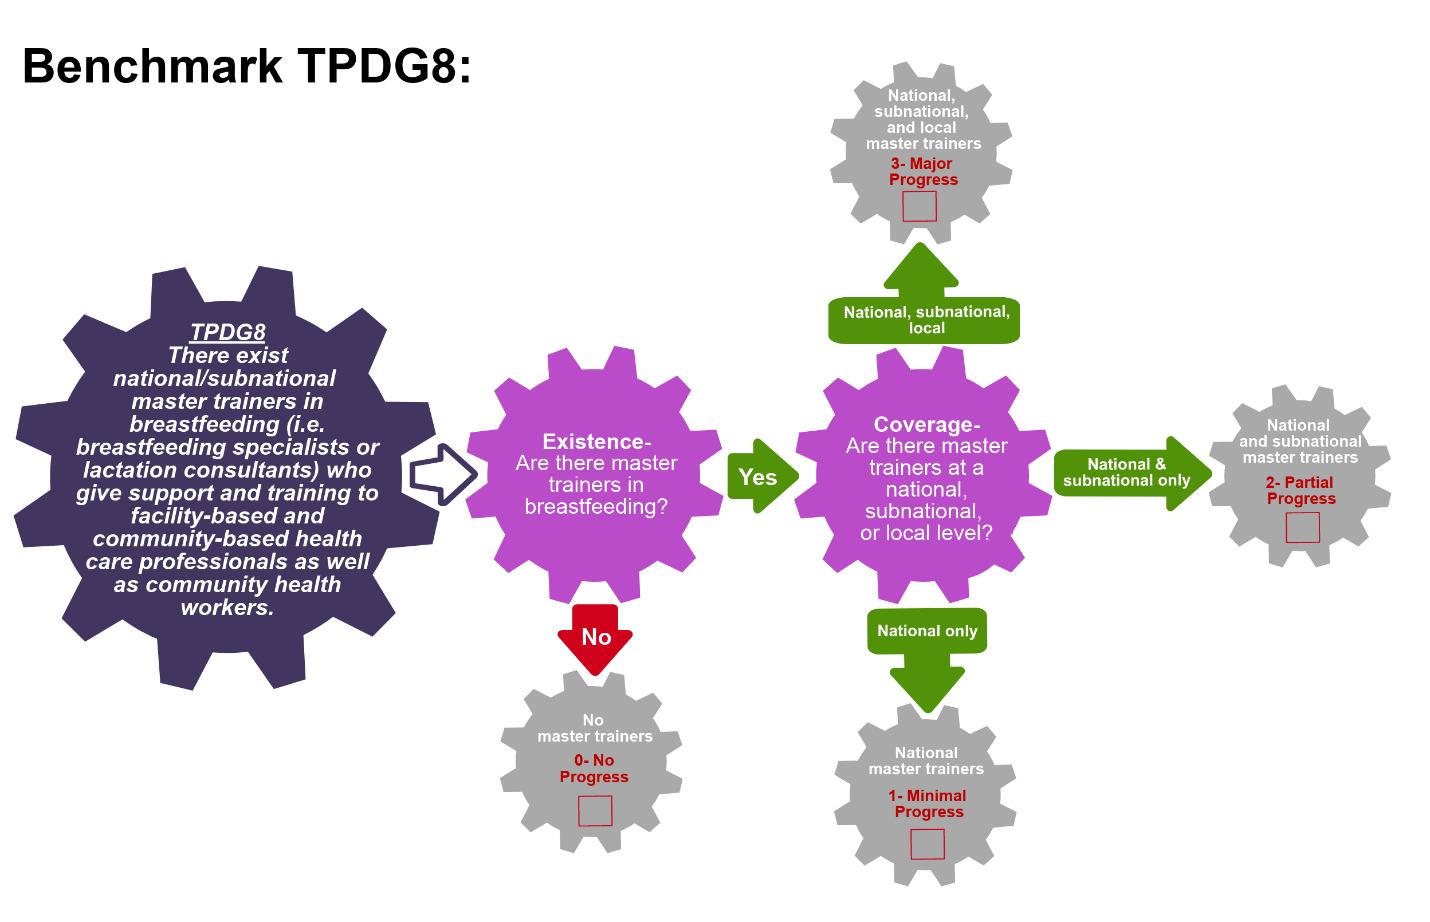 Benchmark TPDG8:
TPDG8
There exist
national/subnational
master trainers in
breastfeeding (i.e.
breastfeeding specialists or
lactation consultants) who
give support and training to
facility-based and
community-based health
care professionals as well
as community health
workers.
Existence-
Are there master
trainers in
breastfeeding?
Yes
No
No
master trainers
0- No
Progress
Coverage-
Are there master
trainers at a
national,
subnational,
or local level?
National, subnational,
local
National,
subnational,
and local
master trainers
3- Major
Progress
National &
subnational only
National
and subnational
master trainers
2- Partial
Progress
National only
National
master trainers
1- Minimal
Progress